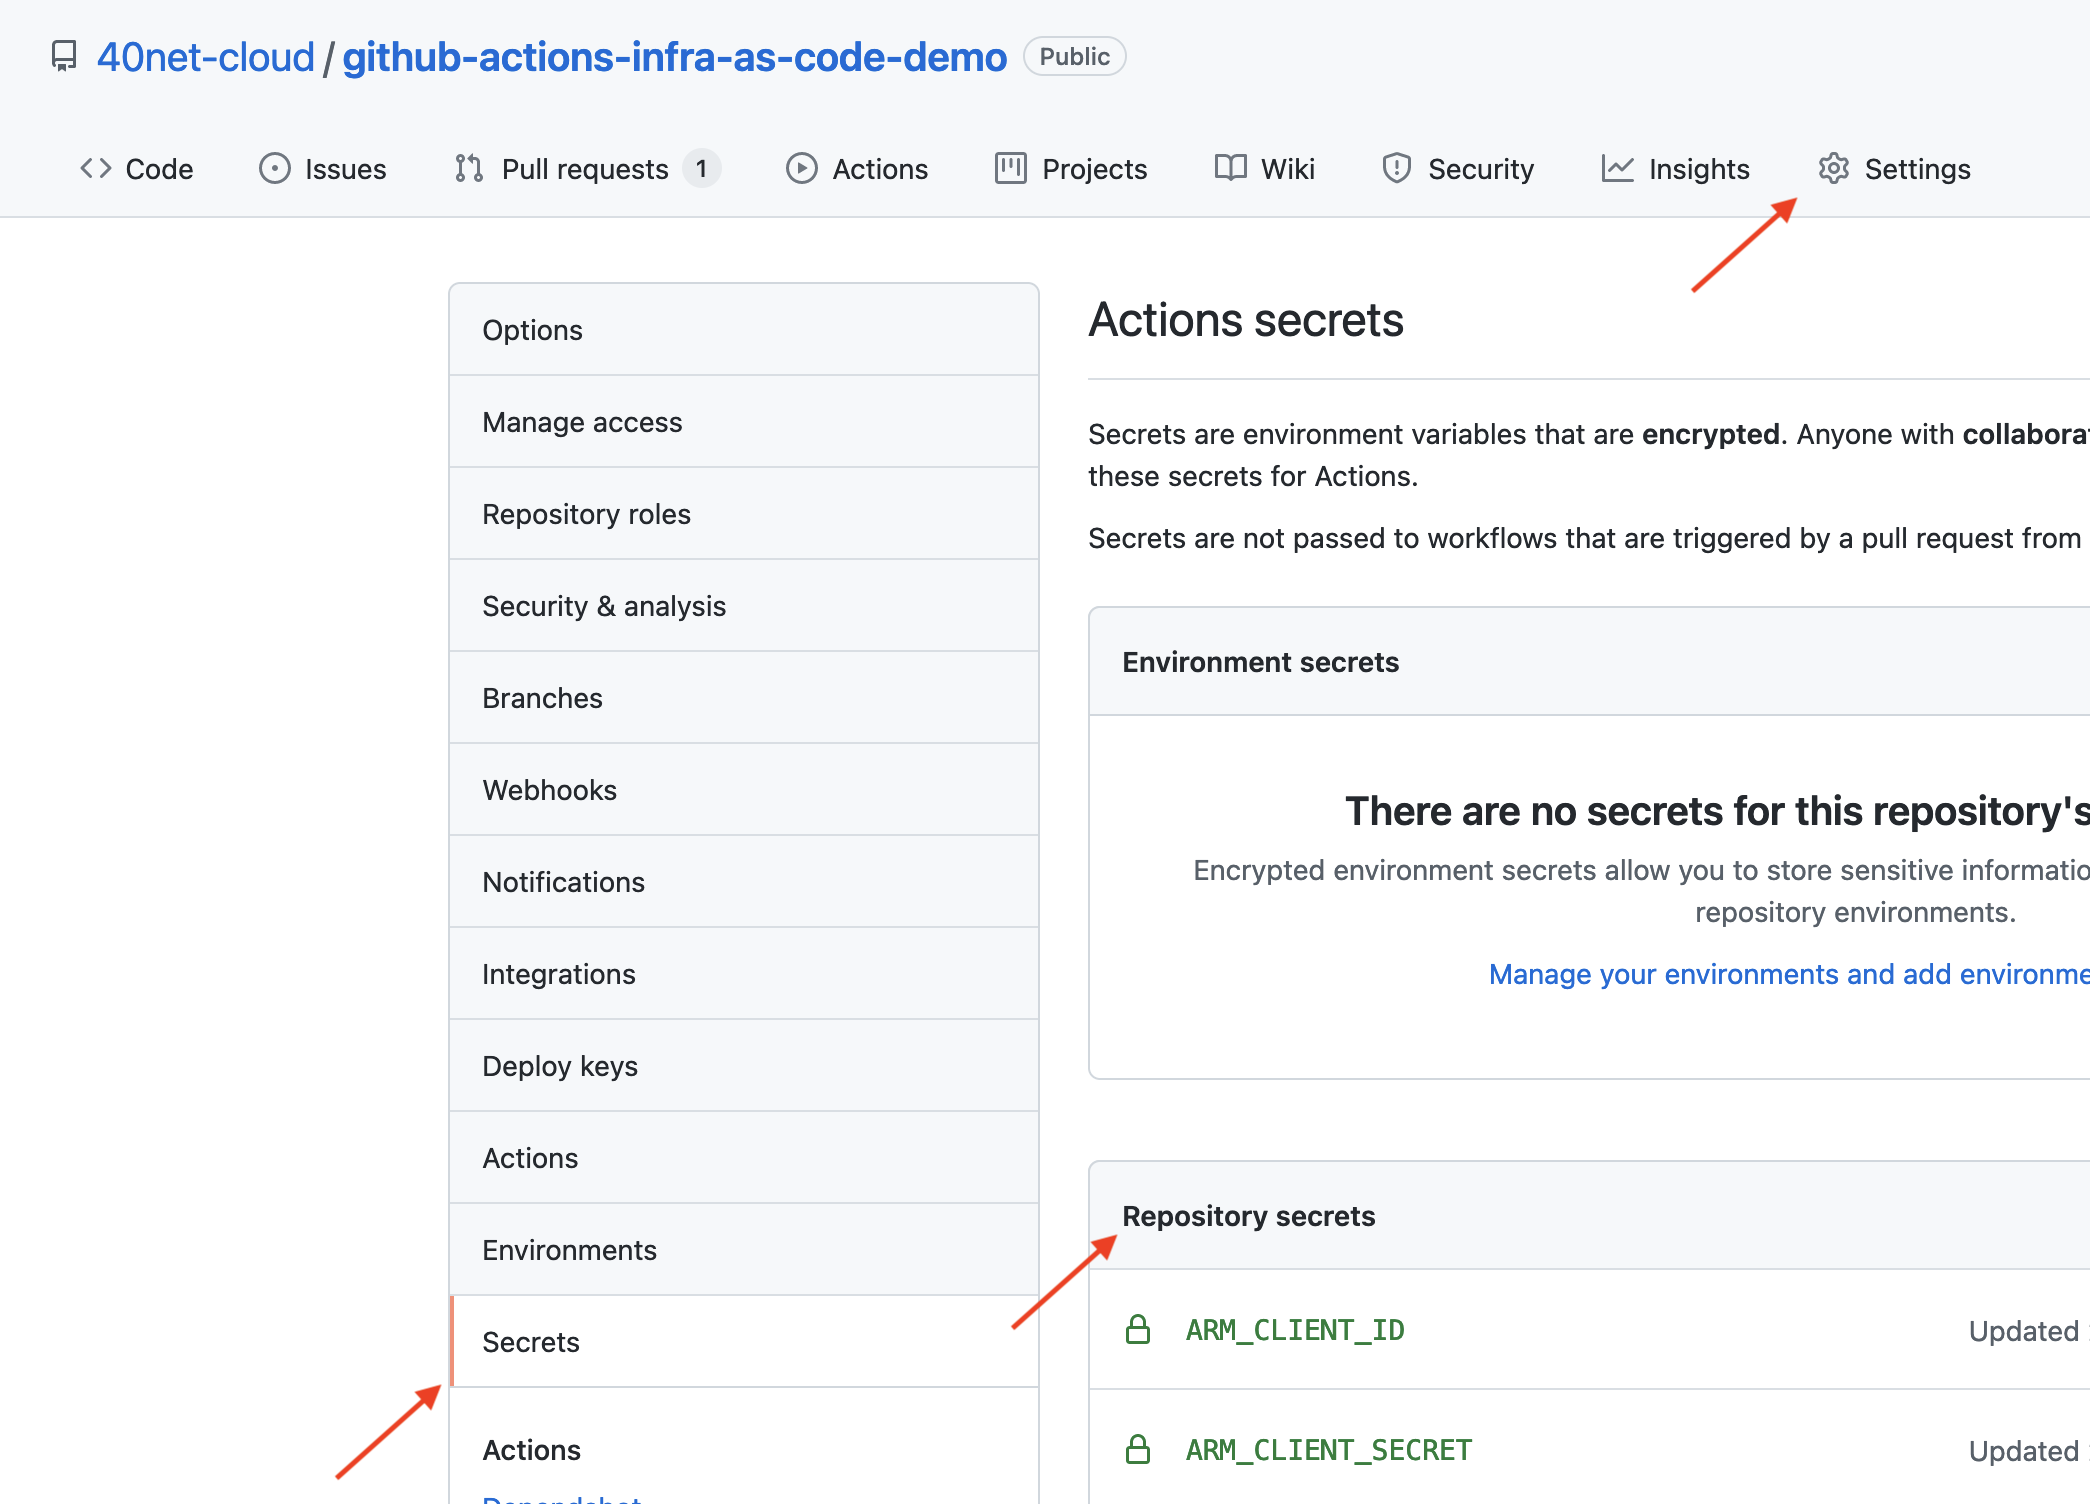 40net-cloud / github-actions-infra-as-code-demo Public
Code Issues Pull requests 1 Actions Projects Wiki Security Insights Settings
Options
Manage access
Repository roles
Security & analysis
Branches
Webhooks
Notifications
Integrations
Deploy keys
Actions
Environments
Secrets
Actions
Actions secrets
Secrets are environment variables that are encrypted. Anyone with
these secrets for Actions.
Secrets are not passed to workflows that are triggered by a pull request from
Environment secrets
There are no secrets for this repository's
Encrypted environment secrets allow you to store sensitive
repository environments.
Manage your environments and add
Repository secrets
ARM_CLIENT_ID Updated
ARM_CLIENT_SECRET Updated